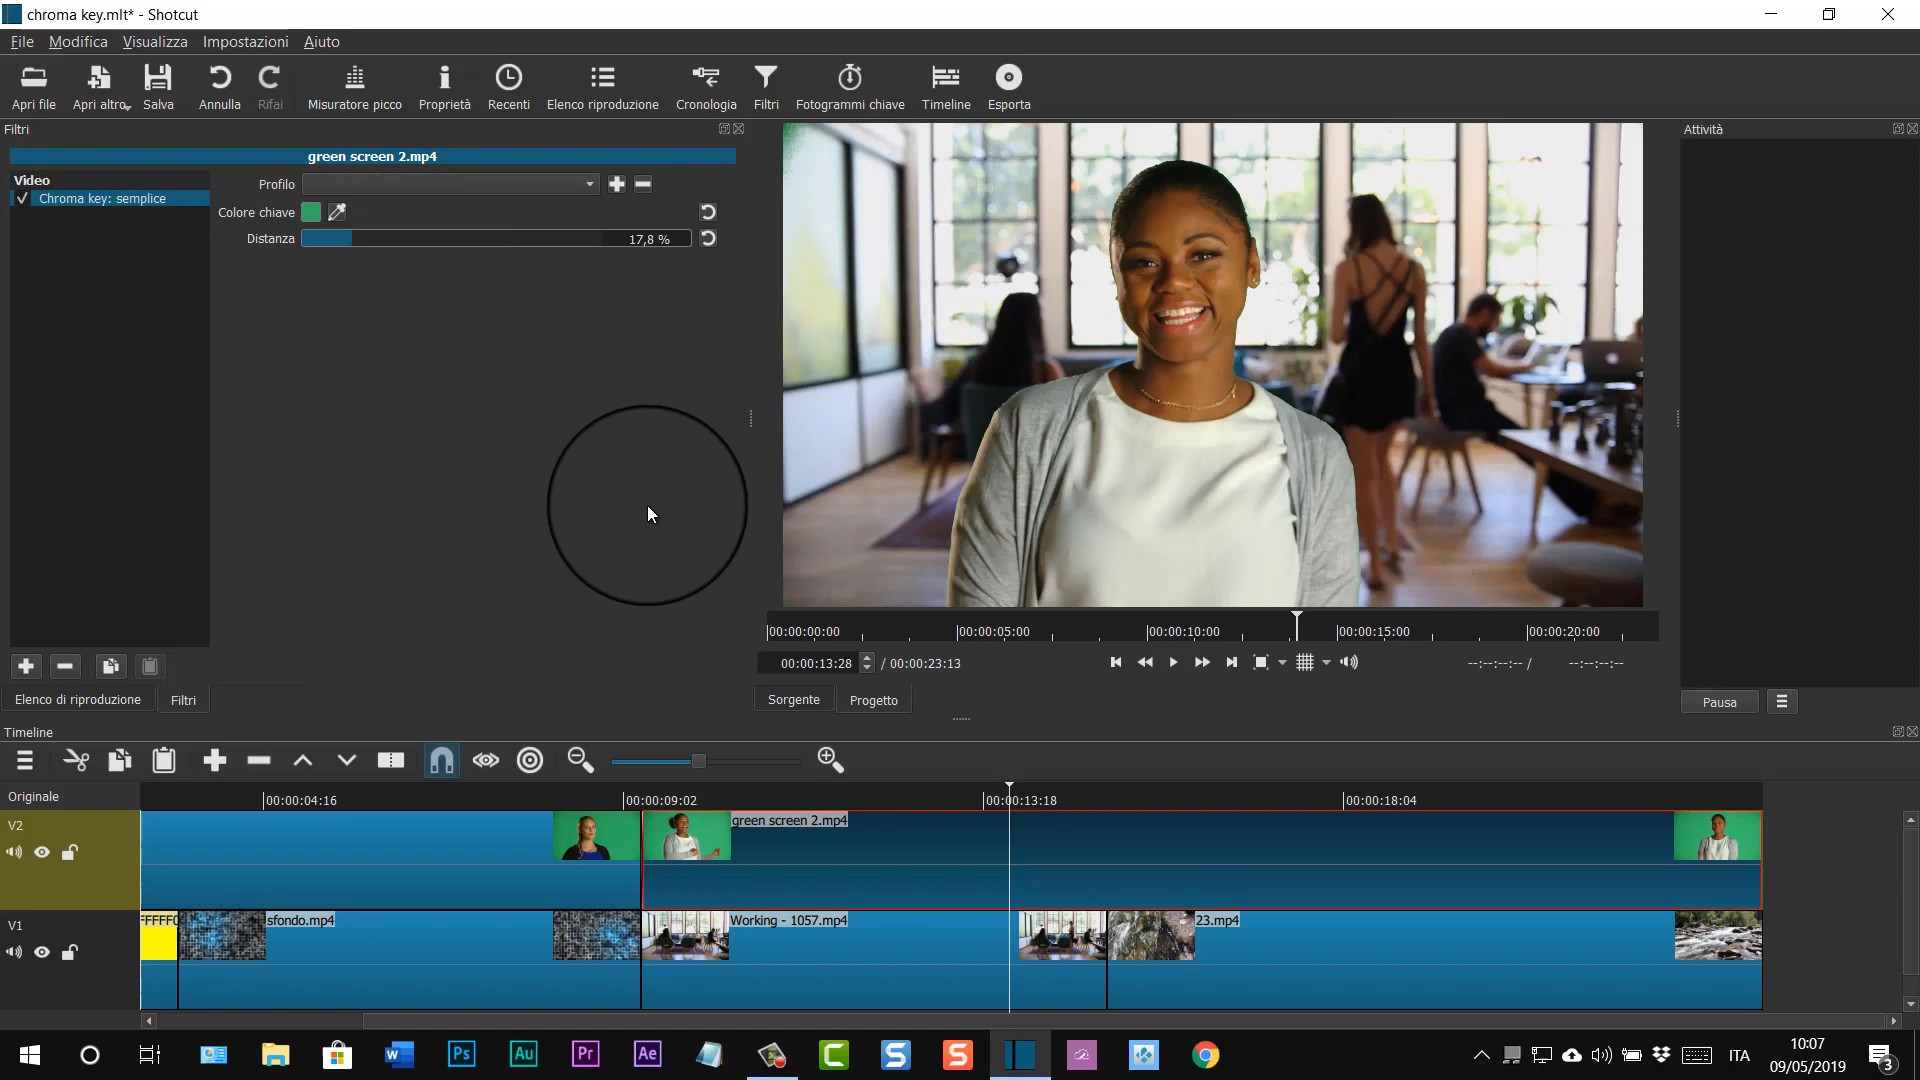 chroma key.mlt* - Shotcut
File Modifica Visualizza Impostazioni Aiuto
Apri file Apri altro Salva Annulla Rifai Misuratore picco Proprietà Recenti Elenco riproduzione Cronologia Filtri Fotogrammi chiave Timeline Esporta
Filtri
Attività
green screen 2.mp4
Video
Chroma key: semplice
Profilo
Colore chiave
Distanza 17,8 %
00:00:00:00 00:00:05:00 00:00:10:00 00:00:15:00 00:00:20:00
00:00:13:28 / 00:00:23:13 --:--:--:-- / --:--:--:--
Elenco di riproduzione Filtri
Sorgente Progetto
Pausa
Timeline
Originale
00:00:04:16 00:00:09:02 00:00:13:18 00:00:18:04
V2
green screen 2.mp4
V1
FFFFF0 sfondo.mp4 Working - 1057.mp4 23.mp4
W Ps Au Pr Ae C S S
ITA
10:07
09/05/2019
3